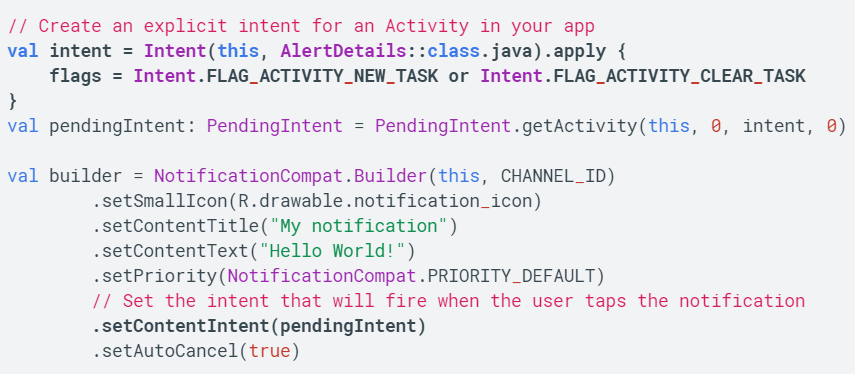 // Create an explicit intent for an Activity in your app
val intent = Intent(this, AlertDetails::class.java).apply {
    flags = Intent.FLAG_ACTIVITY_NEW_TASK or Intent.FLAG_ACTIVITY_CLEAR_TASK
}
val pendingIntent: PendingIntent = PendingIntent.getActivity(this, 0, intent, 0)

val builder = NotificationCompat.Builder(this, CHANNEL_ID)
        .setSmallIcon(R.drawable.notification_icon)
        .setContentTitle("My notification")
        .setContentText("Hello World!")
        .setPriority(NotificationCompat.PRIORITY_DEFAULT)
        // Set the intent that will fire when the user taps the notification
        .setContentIntent(pendingIntent)
        .setAutoCancel(true)